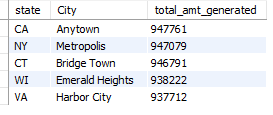 state City total_amt_generated
CA Anytown 947761
NY Metropolis 947079
CT Bridge Town 946791
WI Emerald Heights 938222
VA Harbor City 937712